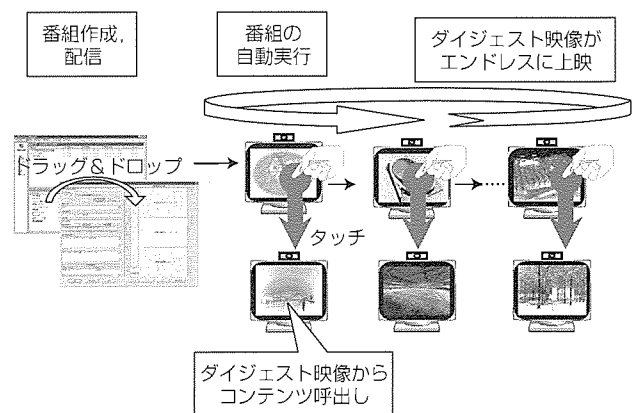 番組作成,
配信
番組の
自動実行
ダイジェスト映像が
エンドレスに上映
ドラッグ&ドロップ
タッチ
ダイジェスト映像から
コンテンツ呼出し